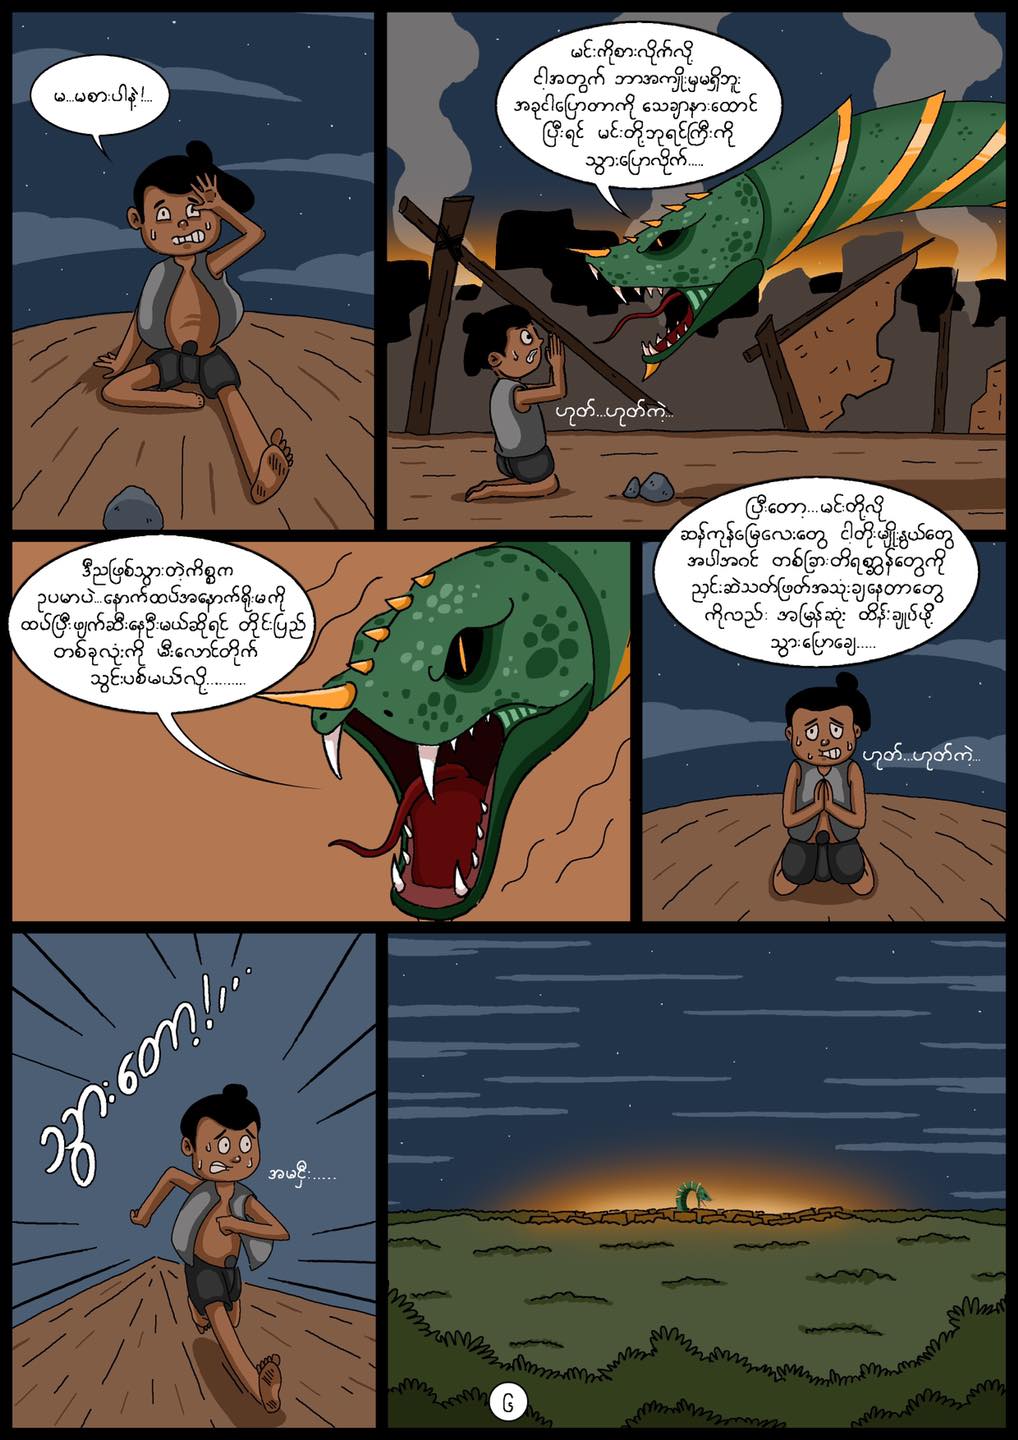 မ...မစားပါနဲ့!...
မင်းကိုစားလိုက်လို့
ငါ့အတွက် ဘာအကျိုးမှမရှိဘူး
အခုငါပြောတာကို သေချာနားထောင်
ပြီးရင် မင်းတို့ဘုရင်ကြီးကို
သွားပြောလိုက်.....
ဟုတ်...ဟုတ်ကဲ့...
ဒီညဖြစ်သွားတဲ့ကိစ္စက
ဥပမာပဲ...နောက်ထပ်အနောက်ရိုးမကို
ထပ်ပြီးဖျက်ဆီးနေဦးမယ်ဆိုရင် တိုင်းပြည်
တစ်ခုလုံးကို မီးလောင်တိုက်
သွင်းပစ်မယ်လို့..........
ပြီးတော့...မင်းတို့လို
ဆန်ကုန်မြေလေးတွေ ငါ့တို့မျိုးနွယ်တွေ
အပါအဝင် တစ်ခြားတိရစ္ဆာန်တွေကို
ညှင်းဆဲသတ်ဖြတ်အသုံးချနေတာတွေ
ကိုလည်း အမြန်ဆုံး ထိန်းချုပ်ဖို့
သွားပြောချေ.....
ဟုတ်...ဟုတ်ကဲ့...
သွားတော့!...
အမငှီး.....
၆